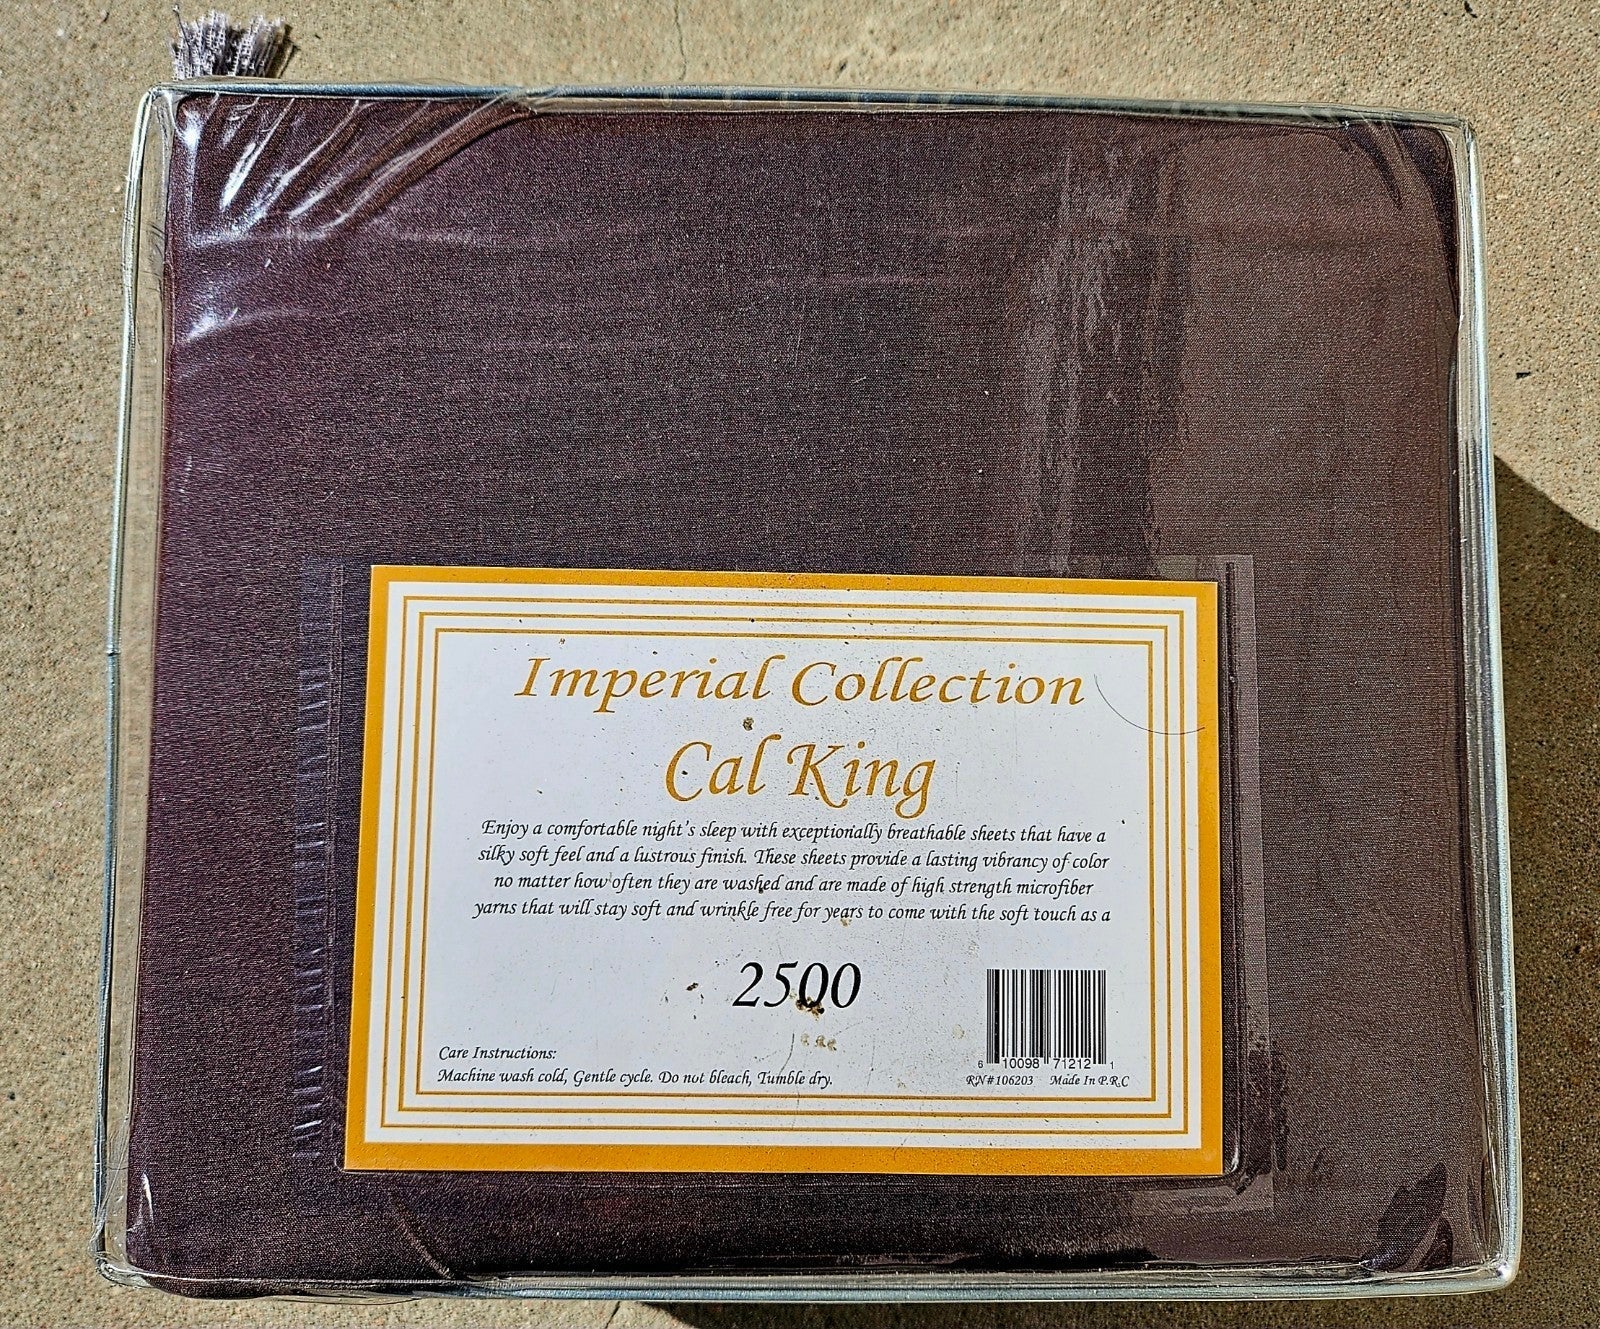 Imperial Collection
Cal King
Enjoy a comfortable night's sleep with exceptionally breathable sheets that have a
silky soft feel and a lustrous finish. These sheets provide a lasting vibrancy of color
no matter how often they are washed and are made of high strength microfiber
yarns that will stay soft and wrinkle free for years to come with the soft touch as a
2500
Care Instructions:
Machine wash cold, Gentle cycle. Do not bleach, Tumble dry.
6 10098 71212 1
RN#106203 Made In P.R.C